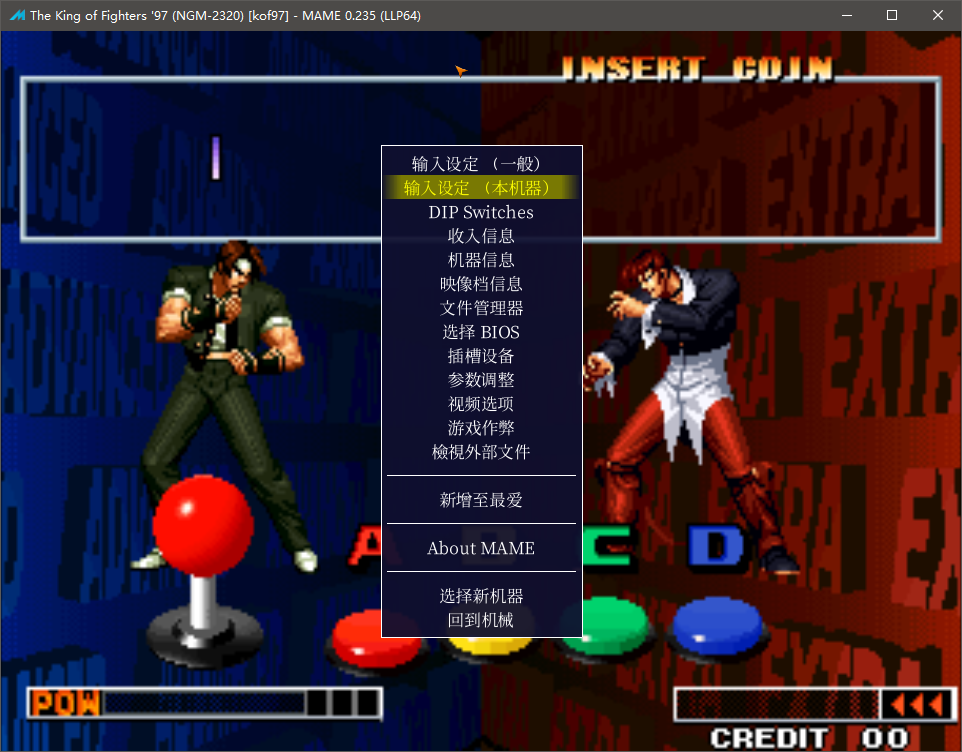 The King of Fighters '97 (NGM-2320) [kof97] - MAME 0.235 (LLP64)
INSERT COIN
输入设定 （一般）
输入设定 （本机器）
DIP Switches
收入信息
机器信息
映像档信息
文件管理器
选择 BIOS
插槽设备
参数调整
视频选项
游戏作弊
檢視外部文件
新增至最爱
About MAME
选择新机器
回到机械
A C D
POW
CREDIT 00